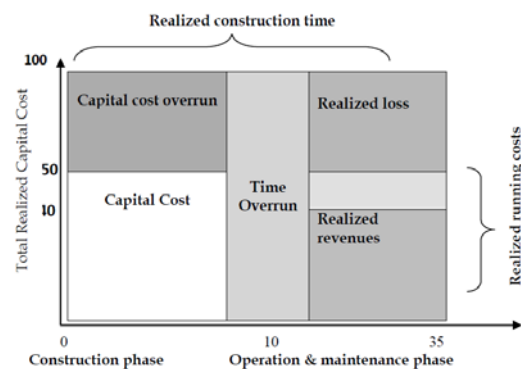 Realized construction time
100
Capital cost overrun
Realized loss
50
Capital Cost
Time
Overrun
40
Realized
revenues
Total Realized Capital Cost
Realized running costs
0
10
35
Construction phase
Operation & maintenance phase